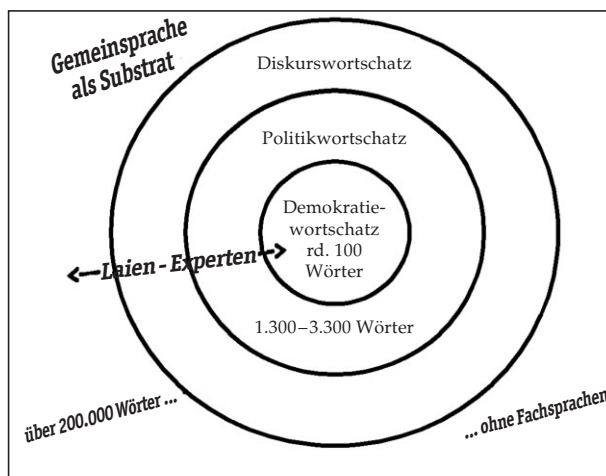 Gemeinsprache
als Substrat
Diskurswortschatz
Politikwortschatz
Demokratie-
wortschatz
rd. 100
Wörter
Laien - Experten
1.300–3.300 Wörter
über 200.000 Wörter ...
... ohne Fachsprachen